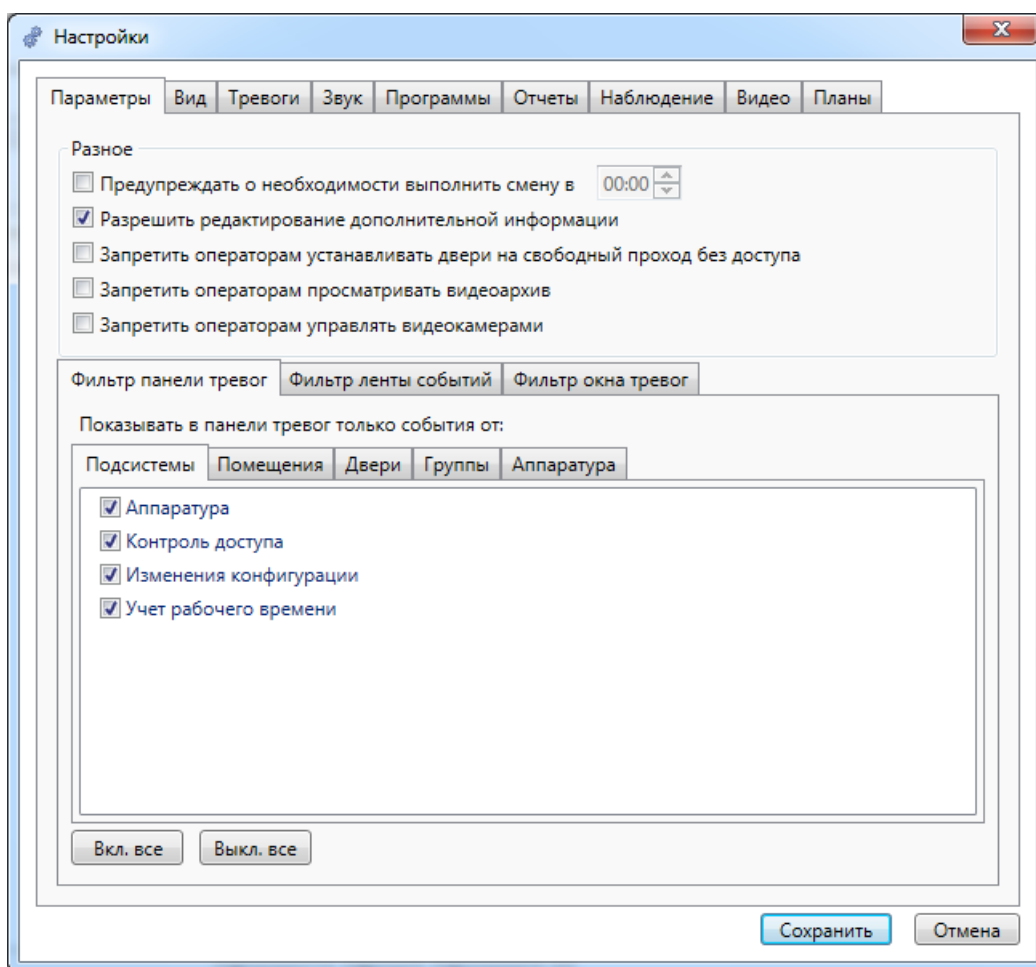 Настройки
Параметры Вид Тревоги Звук Программы Отчеты Наблюдение Видео Планы
Разное
Предупреждать о необходимости выполнить смену в 00:00
Разрешить редактирование дополнительной информации
Запретить операторам устанавливать двери на свободный проход без доступа
Запретить операторам просматривать видеоархив
Запретить операторам управлять видеокамерами
Фильтр панели тревог Фильтр ленты событий Фильтр окна тревог
Показывать в панели тревог только события от:
Подсистемы Помещения Двери Группы Аппаратура
Аппаратура
Контроль доступа
Изменения конфигурации
Учет рабочего времени
Вкл. все Выкл. все
Сохранить Отмена